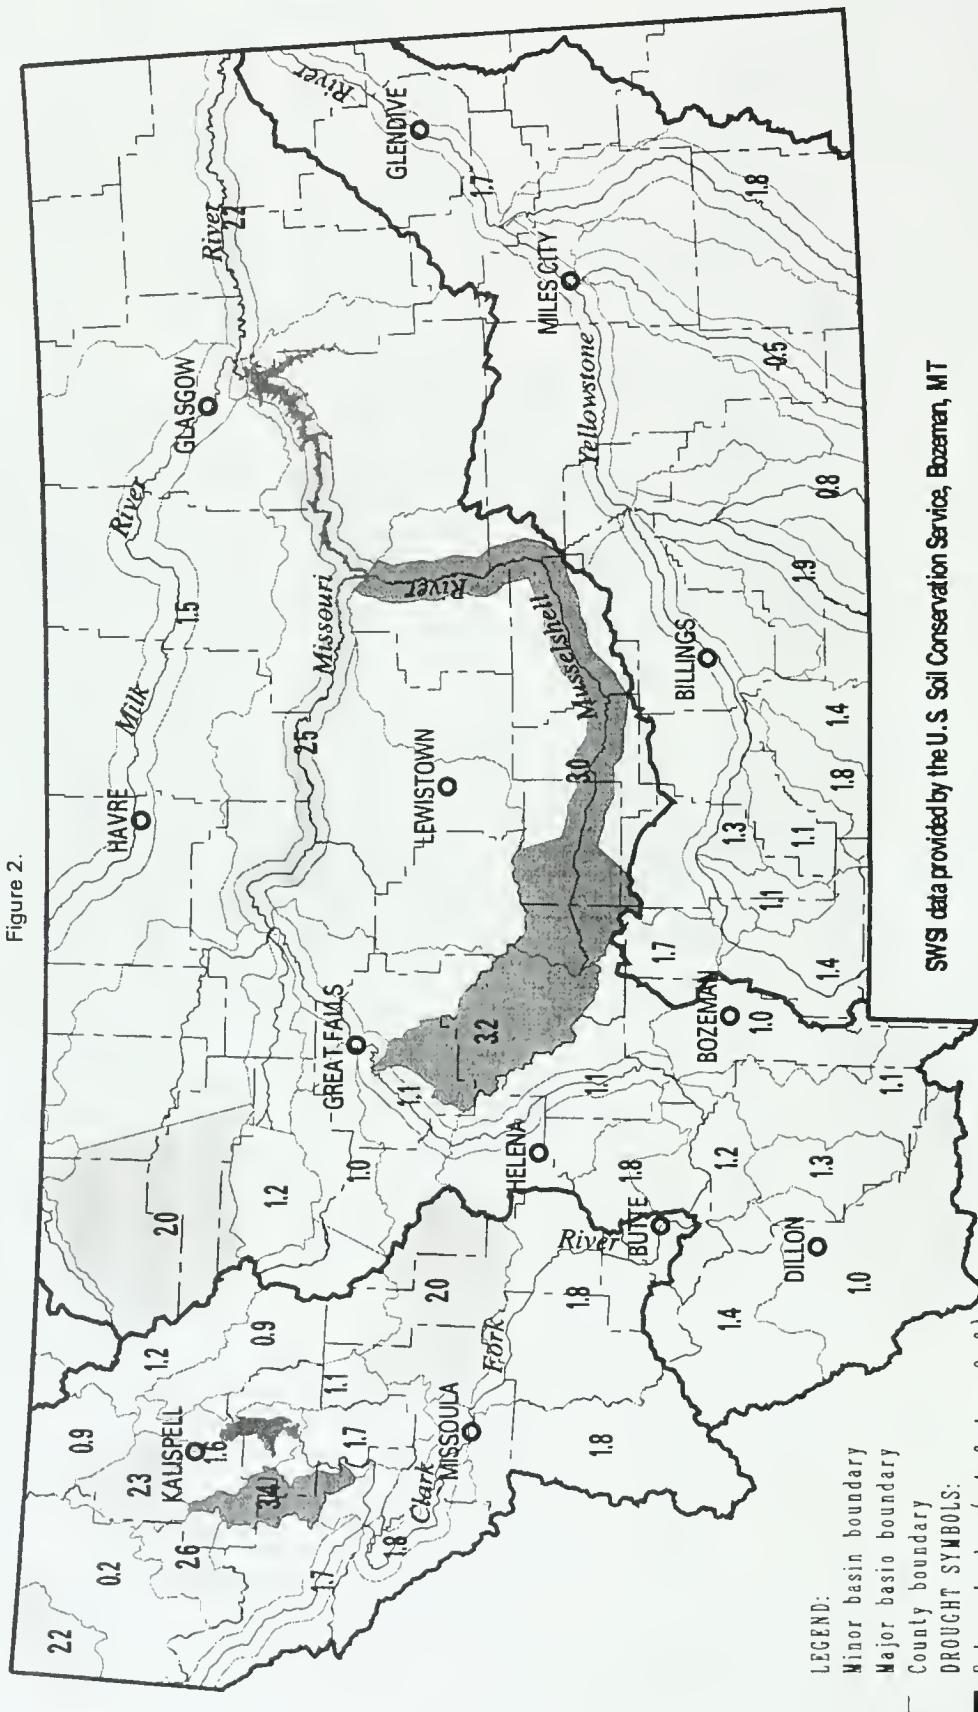 Figure 2.
2.2
0.2
2.3
0.9
1.2
KALISPELL
1.6
2.6
3(4)
0.9
1.1
1.7
1.7
1.8
Clark
Fork
River
MISSOULA
2.0
1.8
1.8
2.0
1.2
1.0
GREAT FALLS
1.1
3.2
HELENA
1.1
1.8
BUTTE
1.2
1.3
1.1
DILLON
1.0
1.4
BOZEMAN
1.0
HAVRE
Milk
River
1.5
GLASGOW
River
2.2
2.5
Missouri
LEWISTOWN
3.0
Musselshell
River
River
GLENDIVE
1.7
MILES CITY
1.8
Yellowstone
0.5
0.8
1.9
BILLINGS
1.4
1.8
1.3
1.1
1.1
1.4
1.7
SWSI data provided by the U.S. Soil Conservation Service, Bozeman, MT
LEGEND:
Minor basin boundary
Major basin boundary
County boundary
DROUGHT SYMBOLS: